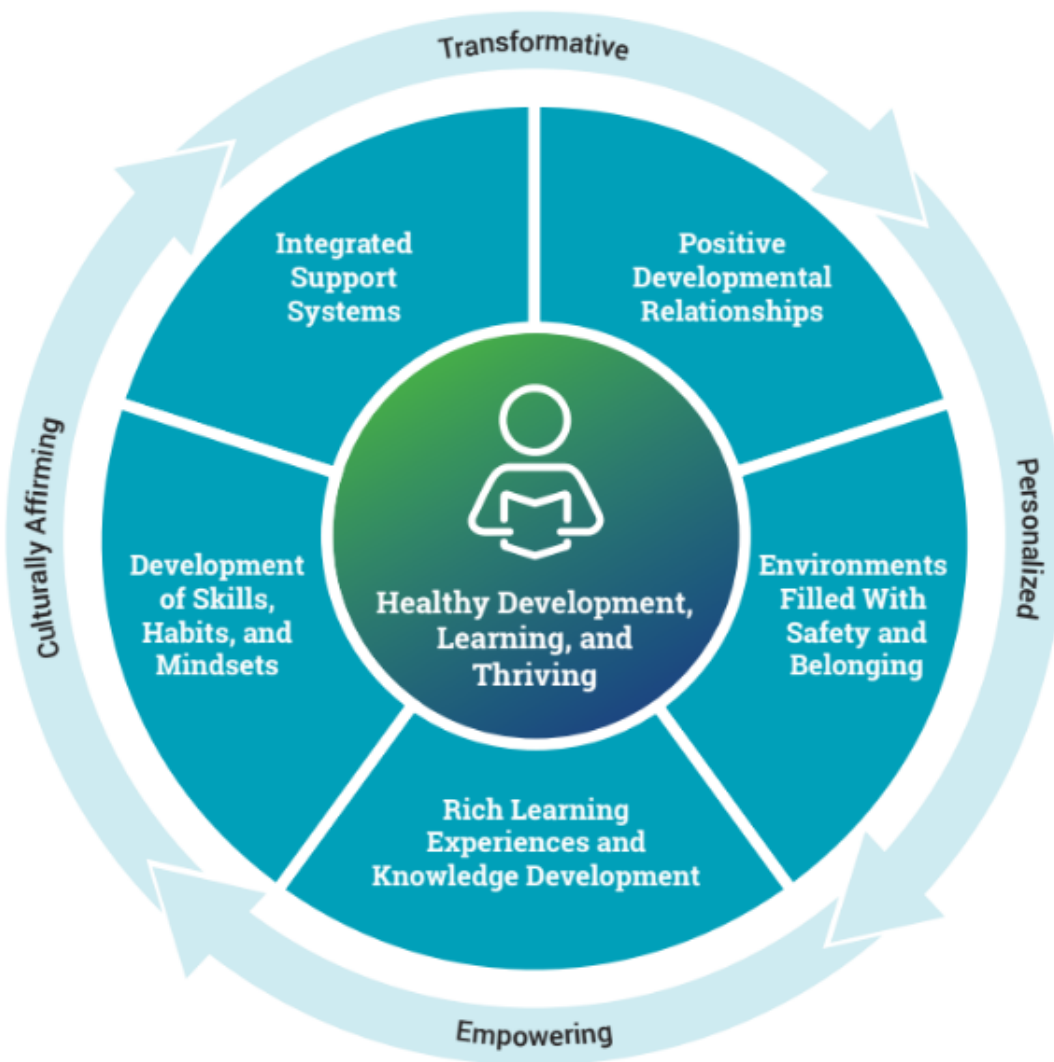 Transformative
Integrated
Support
Systems
Positive
Developmental
Relationships
Culturally Affirming
Personalized
Development
of Skills,
Habits, and
Mindsets
Healthy Development,
Learning, and
Thriving
Environments
Filled With
Safety and
Belonging
Rich Learning
Experiences and
Knowledge Development
Empowering